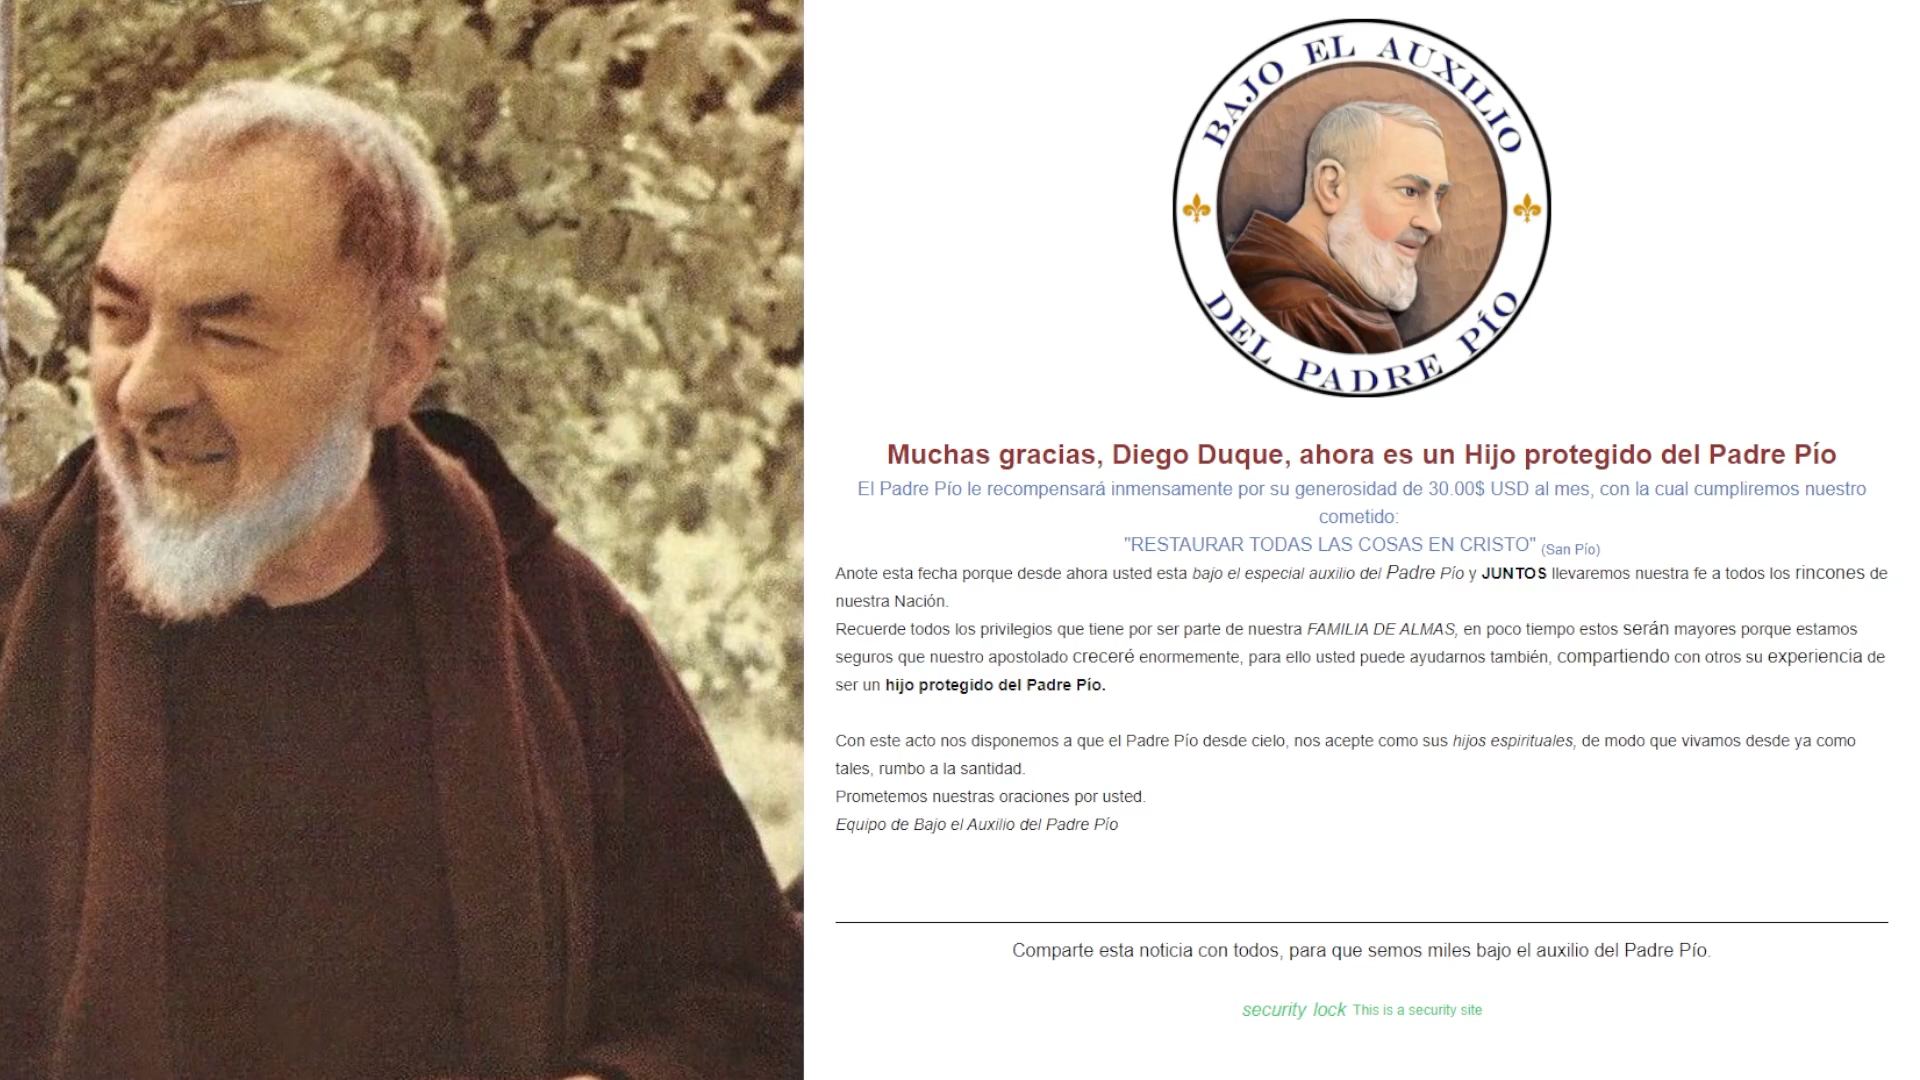 BAJO EL AUXILIO
DEL PADRE PÍO
Muchas gracias, Diego Duque, ahora es un Hijo protegido del Padre Pío
El Padre Pío le recompensará inmensamente por su generosidad de 30.00$ USD al mes, con la cual cumpliremos nuestro
cometido:
"RESTAURAR TODAS LAS COSAS EN CRISTO" (San Pío)
Anote esta fecha porque desde ahora usted esta bajo el especial auxilio del Padre Pío y JUNTOS llevaremos nuestra fe a todos los rincones de
nuestra Nación.
Recuerde todos los privilegios que tiene por ser parte de nuestra FAMILIA DE ALMAS, en poco tiempo estos serán mayores porque estamos
seguros que nuestro apostolado creceré enormemente, para ello usted puede ayudarnos también, compartiendo con otros su experiencia de
ser un hijo protegido del Padre Pío.
Con este acto nos disponemos a que el Padre Pío desde cielo, nos acepte como sus hijos espirituales, de modo que vivamos desde ya como
tales, rumbo a la santidad.
Prometemos nuestras oraciones por usted.
Equipo de Bajo el Auxilio del Padre Pío
Comparte esta noticia con todos, para que semos miles bajo el auxilio del Padre Pío.
security lock This is a security site